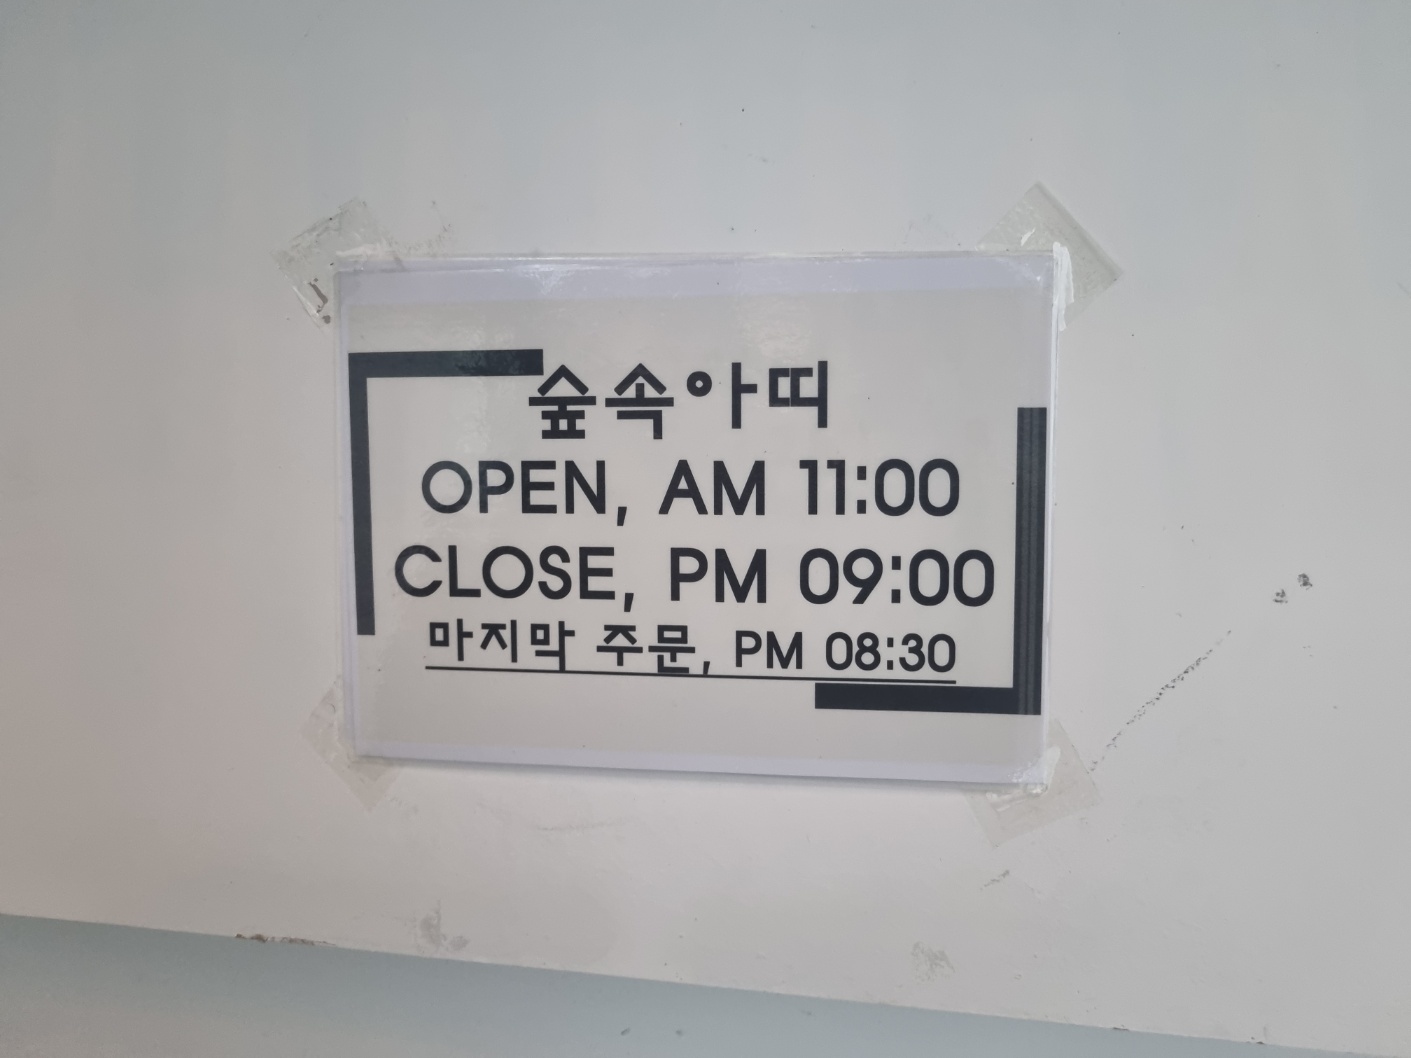 숲속아띠
OPEN, AM 11:00
CLOSE, PM 09:00
마지막 주문, PM 08:30